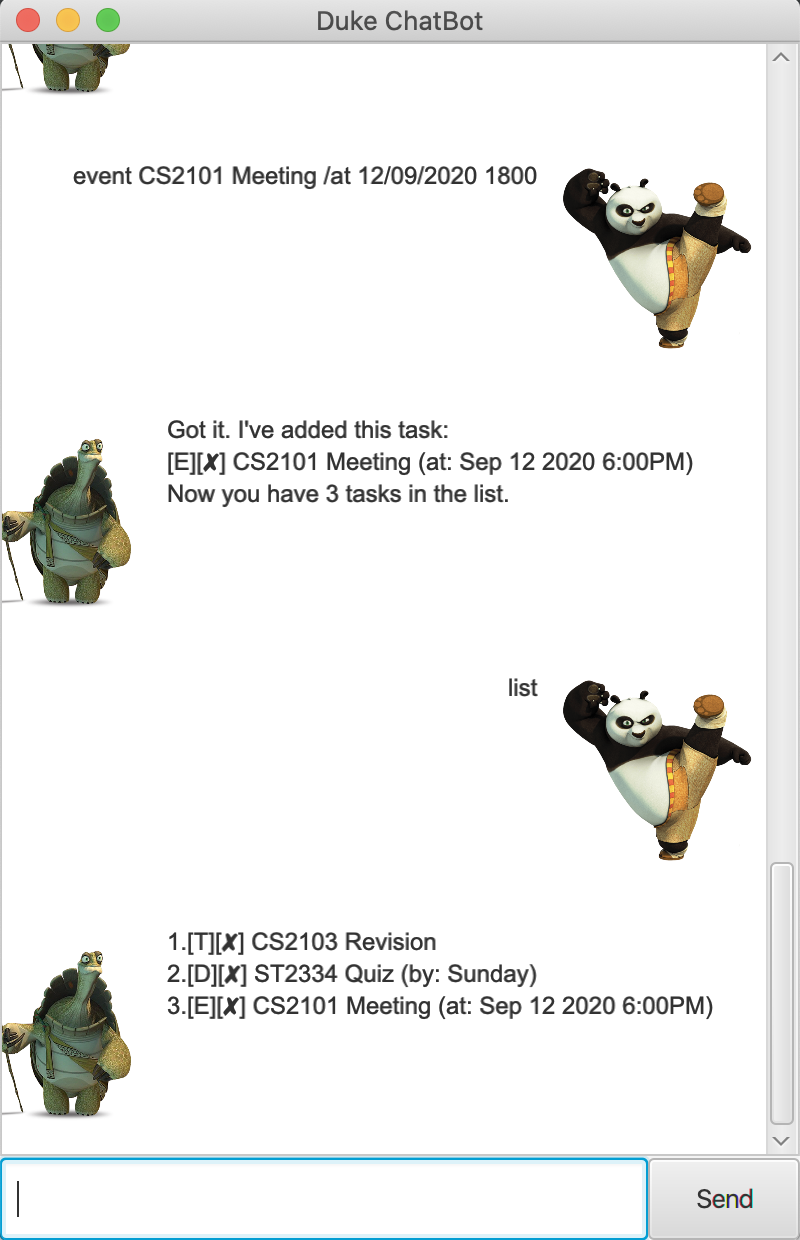 Duke ChatBot
event CS2101 Meeting /at 12/09/2020 1800
Got it. I've added this task:
[E][✘] CS2101 Meeting (at: Sep 12 2020 6:00PM)
Now you have 3 tasks in the list.
list
1.[T][✘] CS2103 Revision
2.[D][✘] ST2334 Quiz (by: Sunday)
3.[E][✘] CS2101 Meeting (at: Sep 12 2020 6:00PM)
Send